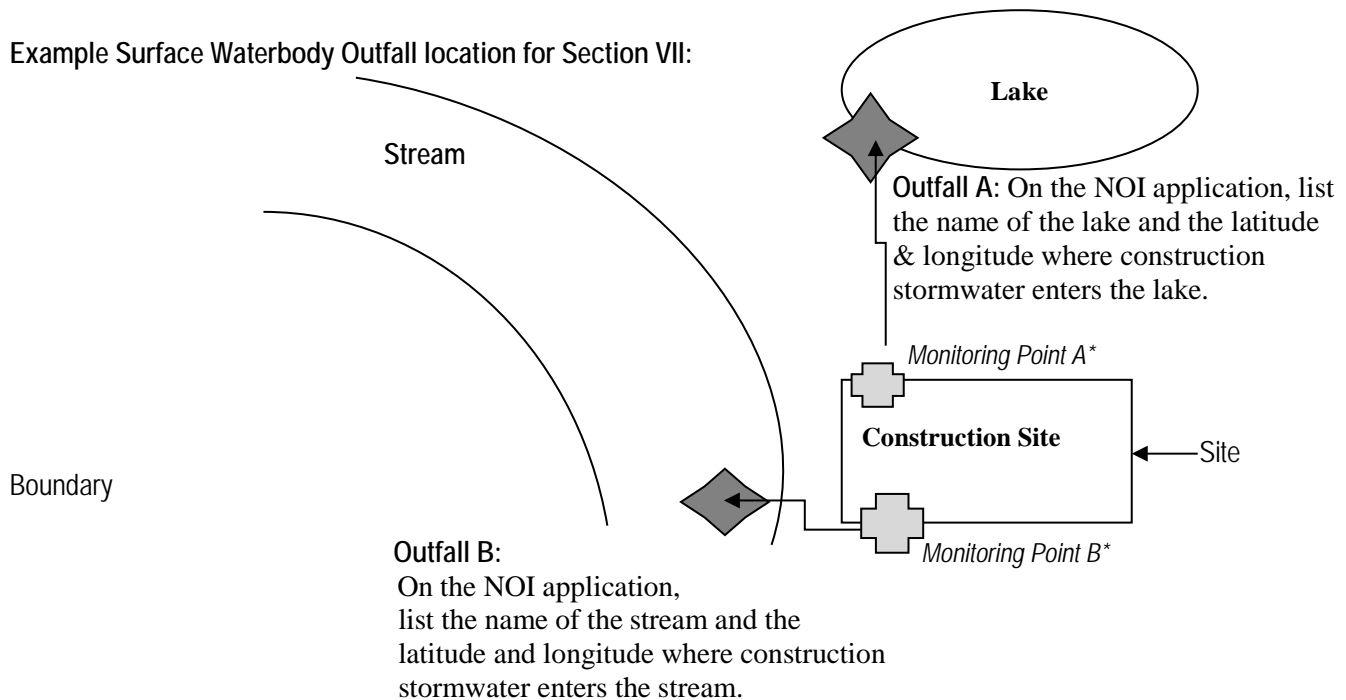 Example Surface Waterbody Outfall location for Section VII:
Lake
Stream
Outfall A: On the NOI application, list
the name of the lake and the latitude
& longitude where construction
stormwater enters the lake.
Monitoring Point A*
Construction Site
Site
Boundary
Monitoring Point B*
Outfall B:
On the NOI application,
list the name of the stream and the
latitude and longitude where construction
stormwater enters the stream.